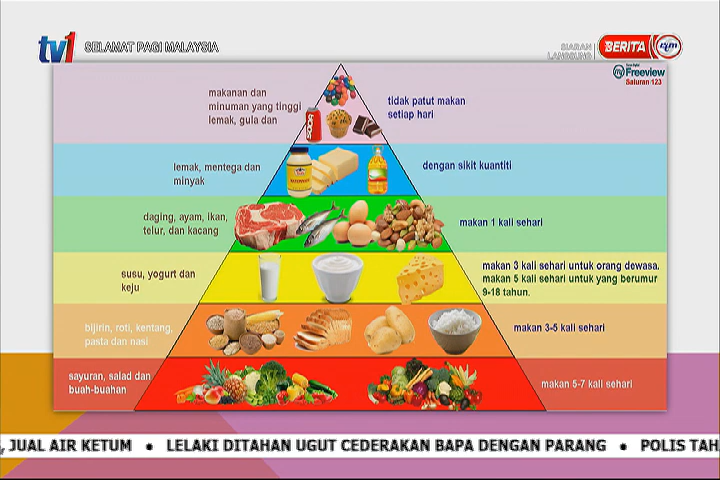 tv1
SELAMAT PAGI MALAYSIA
SIARAN
LANGSUNG
BERITA
rtm
Freeview
Saluran 123
makanan dan
minuman yang tinggi
lemak, gula dan
tidak patut makan
setiap hari
SODA
lemak, mentega dan
minyak
dengan sikit kuantiti
daging, ayam, ikan,
telur, dan kacang
makan 1 kali sehari
susu, yogurt dan
keju
makan 3 kali sehari untuk orang dewasa,
makan 5 kali sehari untuk yang berumur
9-18 tahun.
bijirin, roti, kentang,
pasta dan nasi
makan 3-5 kali sehari
sayuran, salad dan
buah-buahan
makan 5-7 kali sehari
, JUAL AIR KETUM • LELAKI DITAHAN UGUT CEDERAKAN BAPA DENGAN PARANG • POLIS TAH